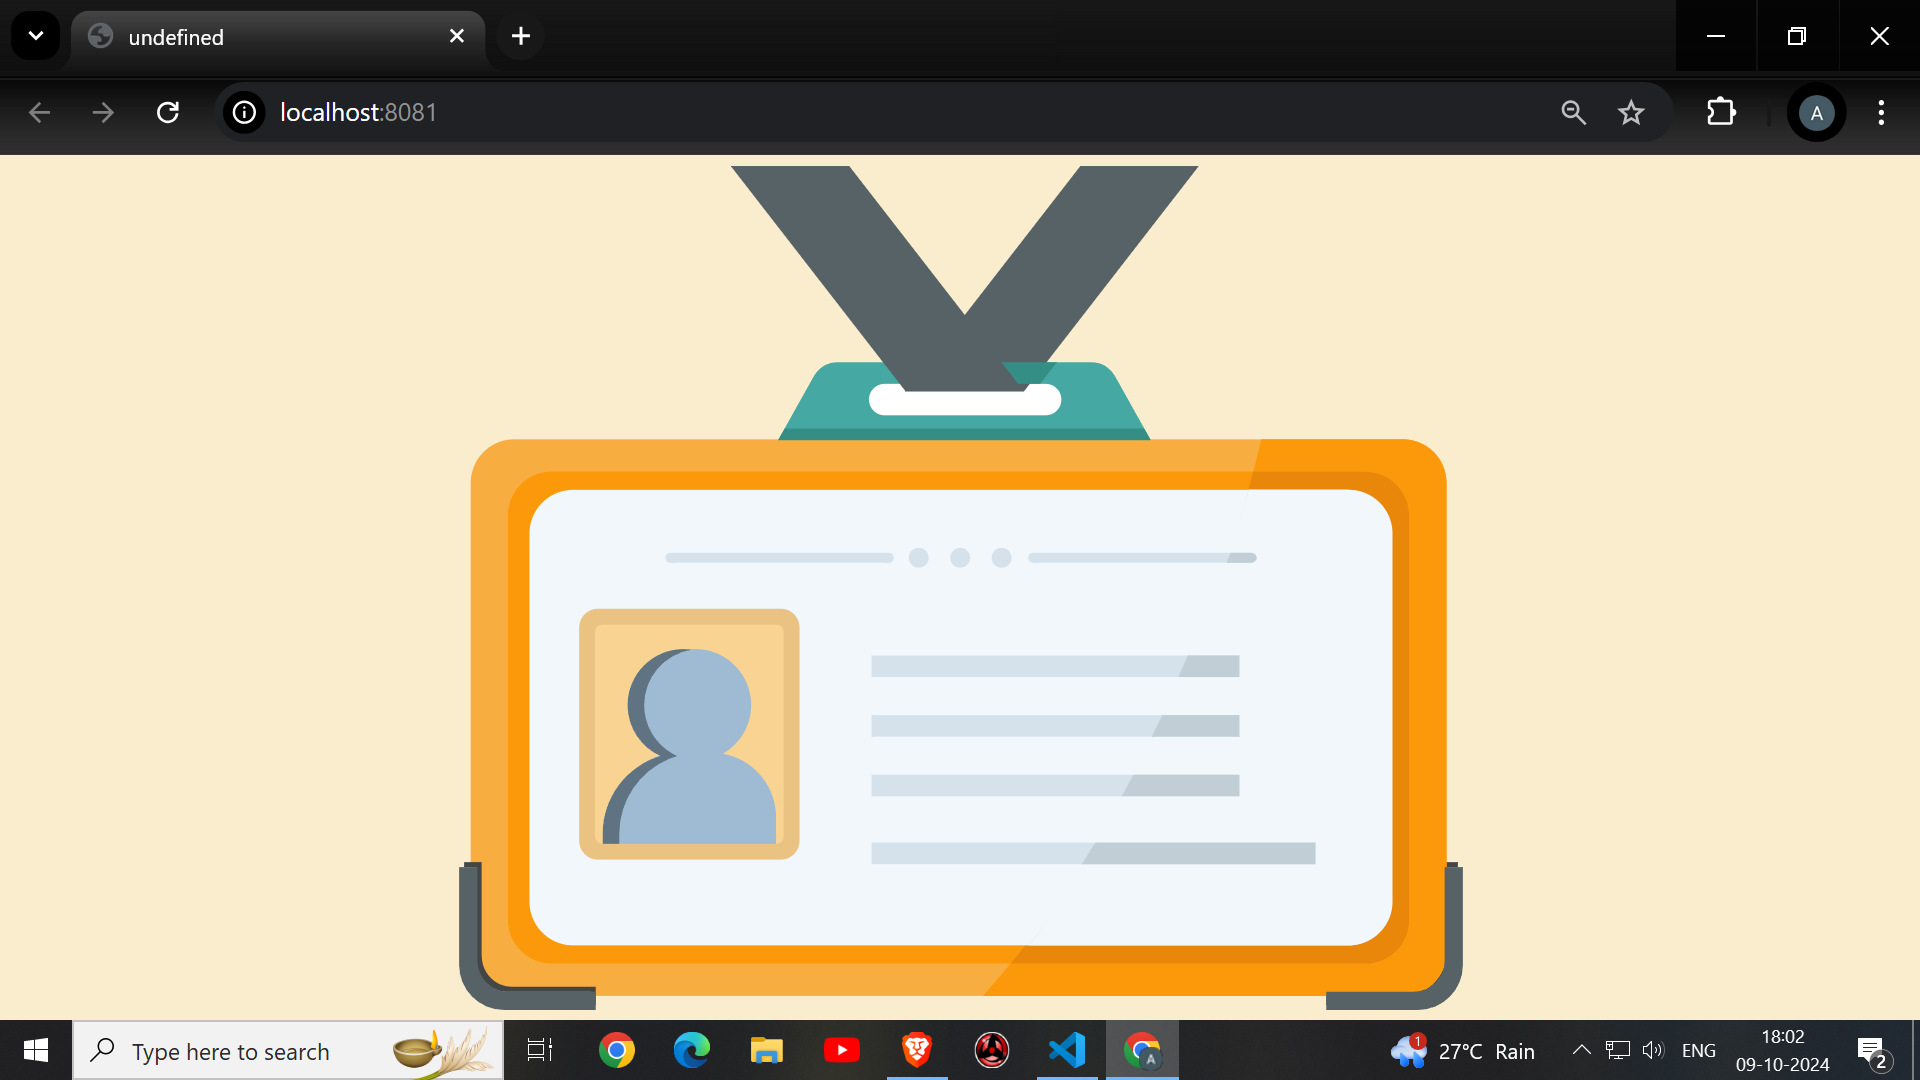 undefined
localhost:8081
A
Type here to search
A
1
27°C Rain
ENG
18:02
09-10-2024
2